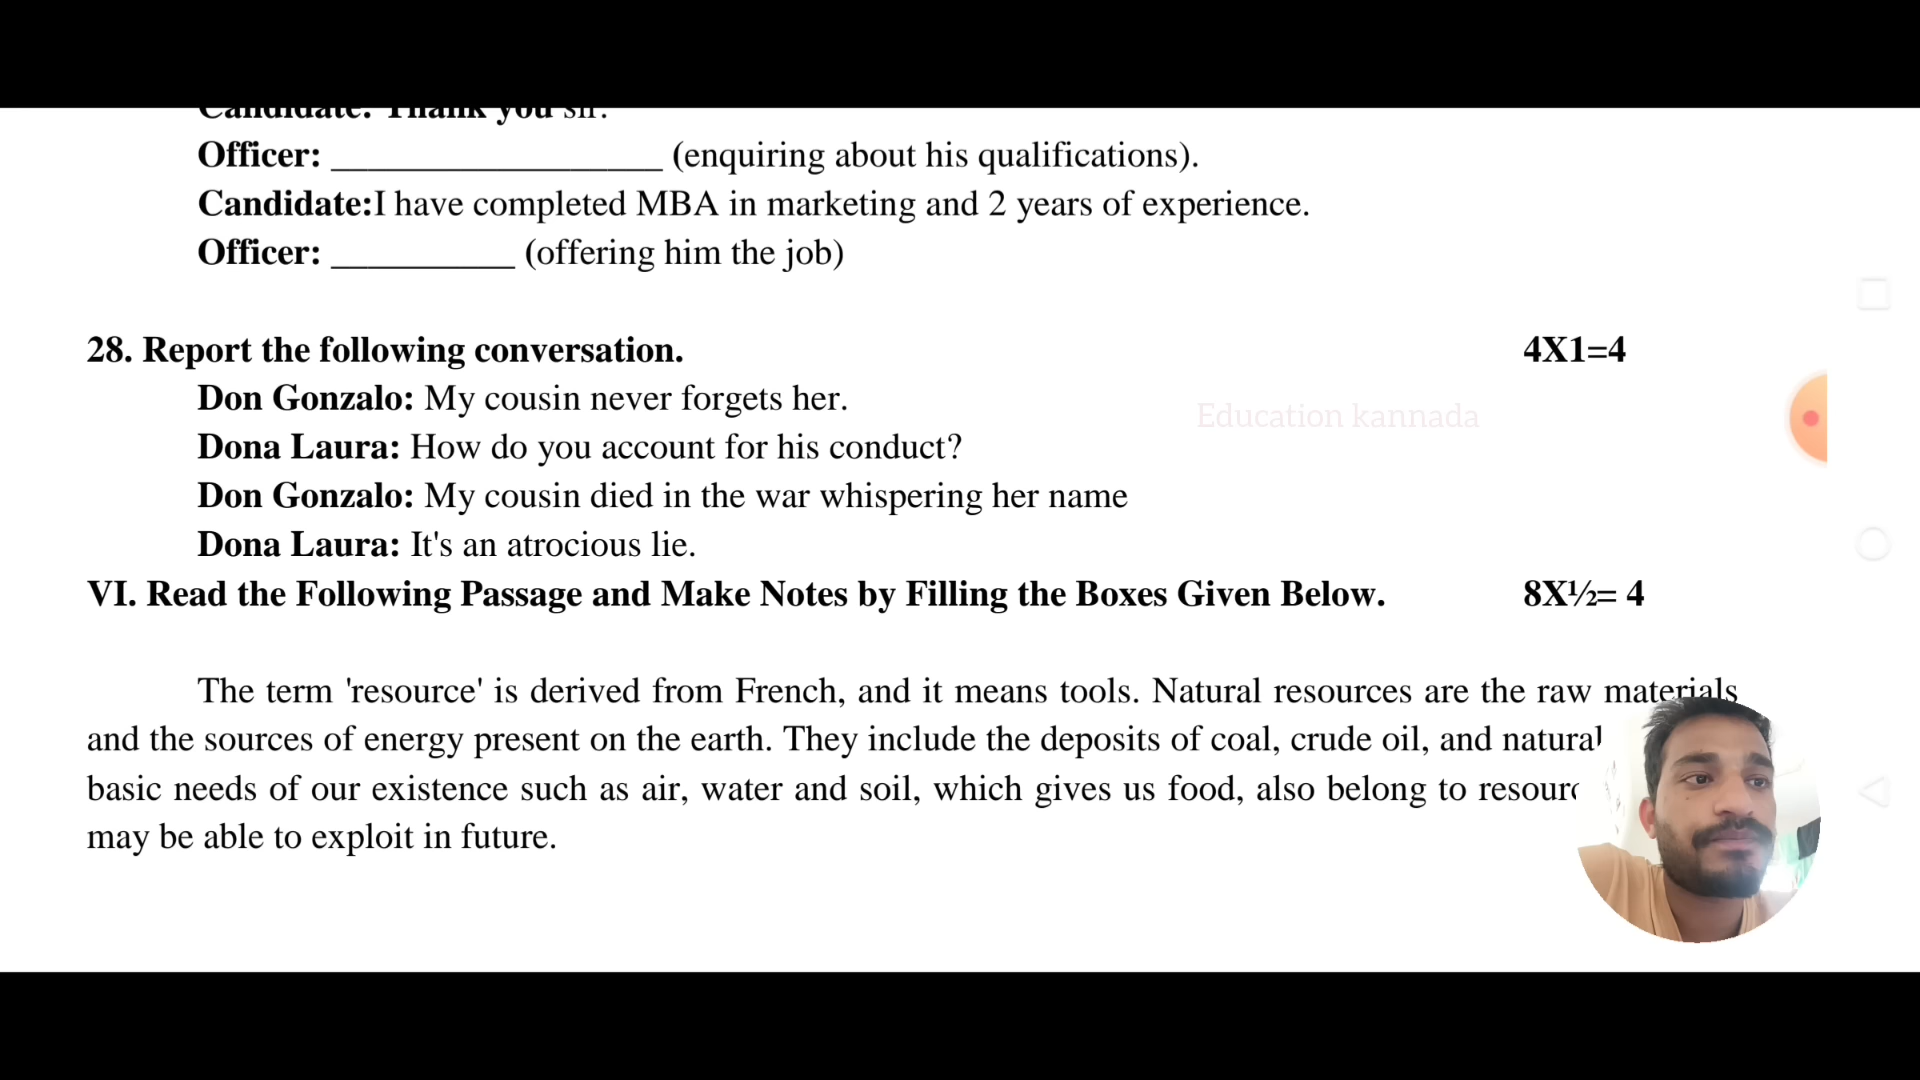 Candidate: Thank you sir.
Officer: __________________ (enquiring about his qualifications).
Candidate:I have completed MBA in marketing and 2 years of experience.
Officer: __________ (offering him the job)
28. Report the following conversation. 4X1=4
Don Gonzalo: My cousin never forgets her.
Education kannada
Dona Laura: How do you account for his conduct?
Don Gonzalo: My cousin died in the war whispering her name
Dona Laura: It's an atrocious lie.
VI. Read the Following Passage and Make Notes by Filling the Boxes Given Below. 8X½= 4
The term 'resource' is derived from French, and it means tools. Natural resources are the raw materials
and the sources of energy present on the earth. They include the deposits of coal, crude oil, and natural
basic needs of our existence such as air, water and soil, which gives us food, also belong to
may be able to exploit in future.